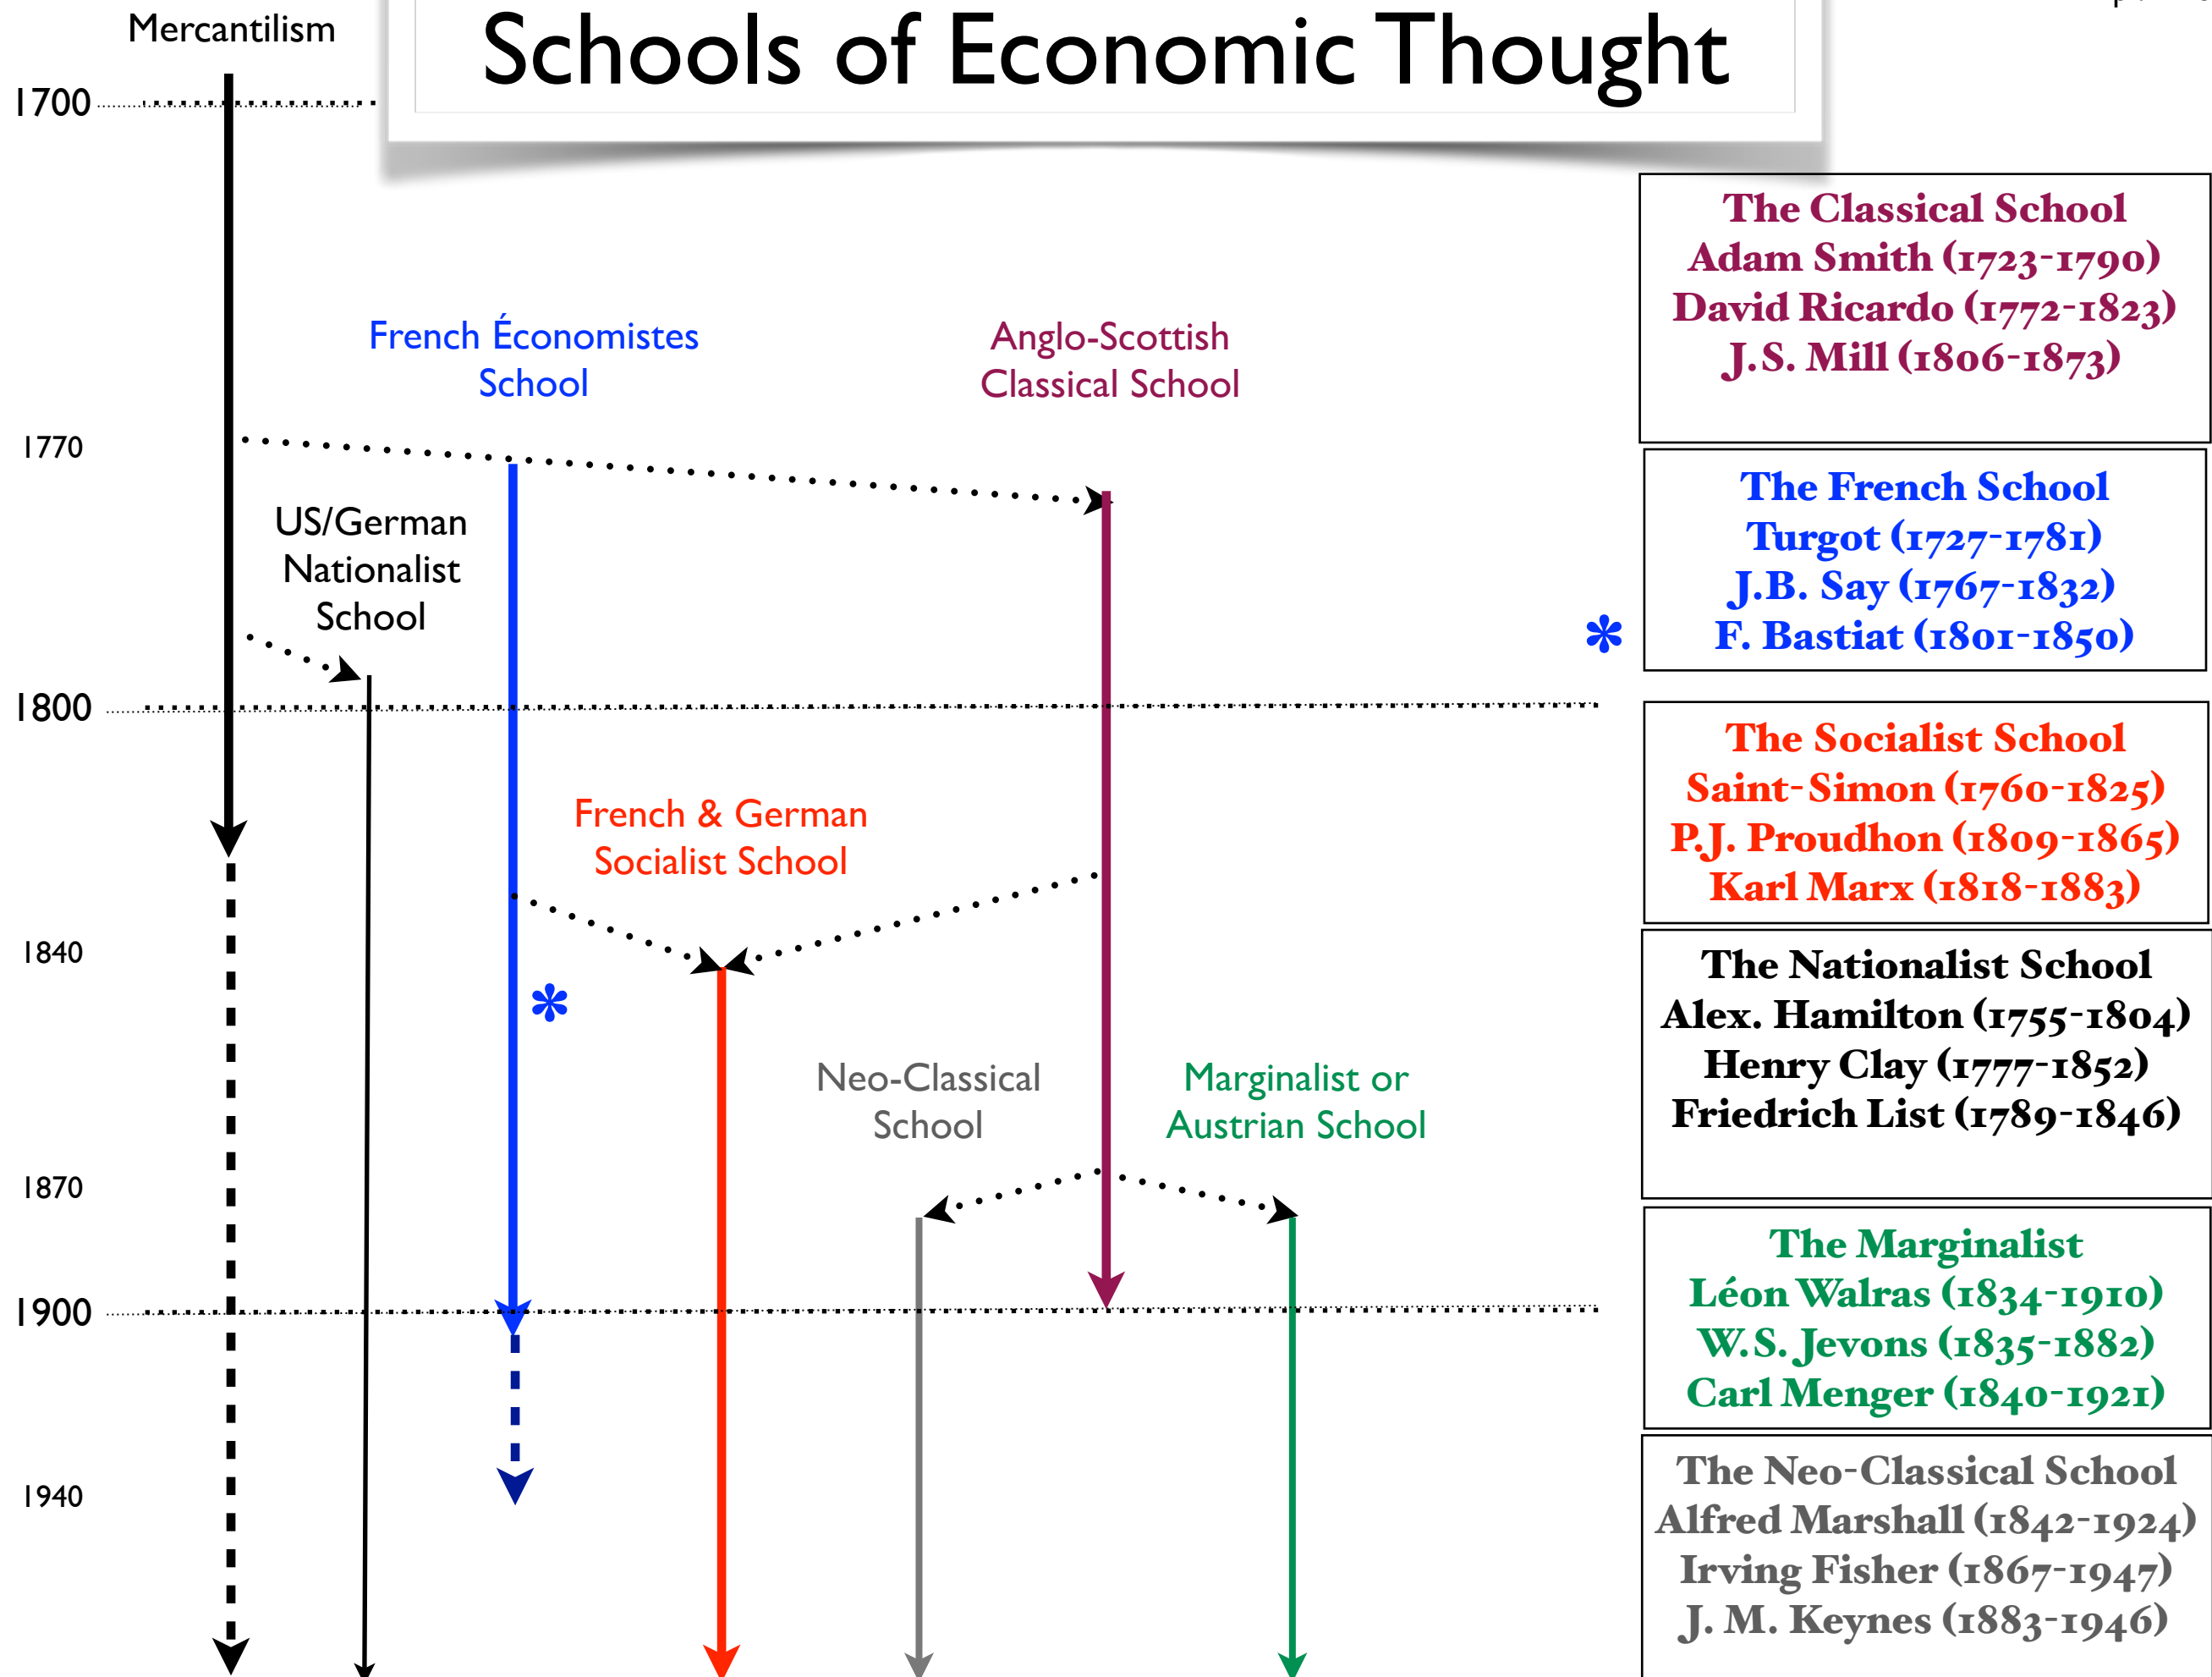 Mercantilism
Schools of Economic Thought
1700
The Classical School
Adam Smith (1723-1790)
David Ricardo (1772-1823)
J.S. Mill (1806-1873)
French Économistes
School
Anglo-Scottish
Classical School
1770
The French School
Turgot (1727-1781)
J.B. Say (1767-1832)
* F. Bastiat (1801-1850)
US/German
Nationalist
School
1800
The Socialist School
Saint-Simon (1760-1825)
P.J. Proudhon (1809-1865)
Karl Marx (1818-1883)
French & German
Socialist School
1840
*
The Nationalist School
Alex. Hamilton (1755-1804)
Henry Clay (1777-1852)
Friedrich List (1789-1846)
Neo-Classical
School
Marginalist or
Austrian School
1870
The Marginalist
Léon Walras (1834-1910)
W.S. Jevons (1835-1882)
Carl Menger (1840-1921)
1900
1940
The Neo-Classical School
Alfred Marshall (1842-1924)
Irving Fisher (1867-1947)
J. M. Keynes (1883-1946)